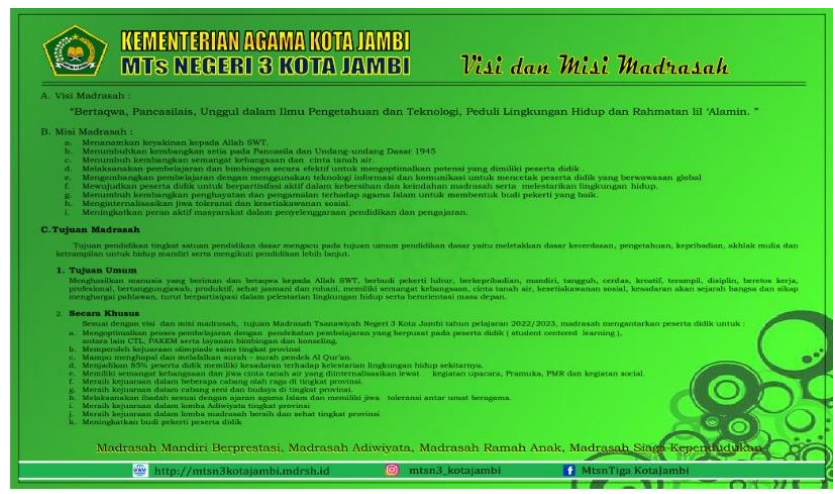 KEMENTERIAN AGAMA KOTA JAMBI
MTs NEGERI 3 KOTA JAMBI
Visi dan Misi Madrasah
A. Visi Madrasah :
"Bertaqwa, Pancasilais, Unggul dalam Ilmu Pengetahuan dan Teknologi, Peduli Lingkungan Hidup dan Rahmatan lil 'Alamin. "
B. Misi Madrasah :
a. Menanamkan keyakinan kepada Allah SWT.
b. Menumbuhkan kembangkan setia pada Pancasila dan Undang-undang Dasar 1945
c. Menumbuh kembangkan semangat kebangsaan dan cinta tanah air.
d. Melaksanakan pembelajaran dan bimbingan secara efektif untuk mengoptimalkan potensi yang dimiliki peserta didik .
e. Mengembangkan pembelajaran dengan menggunakan teknologi informasi dan komunikasi untuk mencetak peserta didik yang berwawasan global
f. Mewujudkan peserta didik untuk berpartisifasi aktif dalam kebersihan dan keindahan madrasah serta melestarikan lingkungan hidup.
g. Menumbuh kembangkan penghayatan dan pengamalan terhadap agama Islam untuk membentuk budi pekerti yang baik.
h. Menginternalisasikan jiwa toleransi dan kesetiakawanan sosial.
i. Meningkatkan peran aktif masyarakat dalam penyelenggaraan pendidikan dan pengajaran.
C.Tujuan Madrasah
Tujuan pendidikan tingkat satuan pendidikan dasar mengacu pada tujuan umum pendidikan dasar yaitu meletakkan dasar kecerdasan, pengetahuan, kepribadian, akhlak mulia dan
ketrampilan untuk hidup mandiri serta mengikuti pendidikan lebih lanjut.
1. Tujuan Umum
Menghasilkan manusia yang beriman dan bertaqwa kepada Allah SWT, berbudi pekerti luhur, berkepribadian, mandiri, tangguh, cerdas, kreatif, terampil, disiplin, beretos kerja,
profesional, bertanggungjawab, produktif, sehat jasmani dan rohani, memiliki semangat kebangsaan, cinta tanah air, kesetiakawanan sosial, kesadaran akan sejarah bangsa dan sikap
menghargai pahlawan, turut berpartisipasi dalam pelestarian lingkungan hidup serta berorientasi masa depan.
2. Secara Khusus
Sesuai dengan visi dan misi madrasah, tujuan Madrasah Tsanawiyah Negeri 3 Kota Jambi tahun pelajaran 2022/2023, madrasah mengantarkan peserta didik untuk :
a. Mengoptimalkan proses pembelajaran dengan pendekatan pembelajaran yang berpusat pada peserta didik ( student centered learning ),
antara lain CTL, PAKEM serta layanan bimbingan dan konseling.
b. Memperoleh kejuaraan olimpiade sains tingkat provinsi
c. Mampu menghapal dan melafalkan surah – surah pendek Al Qur'an.
d. Menjadikan 85% peserta didik memiliki kesadaran terhadap kelestarian lingkungan hidup sekitarnya.
e. Memiliki semangat kebangsaan dan jiwa cinta tanah air yang diinternalisasikan lewat kegiatan upacara, Pramuka, PMR dan kegiatan social.
f. Meraih kejuaraan dalam beberapa cabang olah raga di tingkat provinsi.
g. Meraih kejuaraan dalam cabang seni dan budaya di tingkat provinsi.
h. Melaksanakan ibadah sesuai dengan ajaran agama Islam dan memiliki jiwa toleransi antar umat beragama.
i. Meraih kejuaraan dalam lomba Adiwiyata tingkat provinsi
j. Meraih kejuaraan dalam lomba madrasah bersih dan sehat tingkat provinsi
k. Meningkatkan budi pekerti peserta didik
Madrasah Mandiri Berprestasi, Madrasah Adiwiyata, Madrasah Ramah Anak, Madrasah Siaga Kependudukan
http://mtsn3kotajambi.mdrsh.id mtsn3_kotajambi MtsnTiga KotaJambi